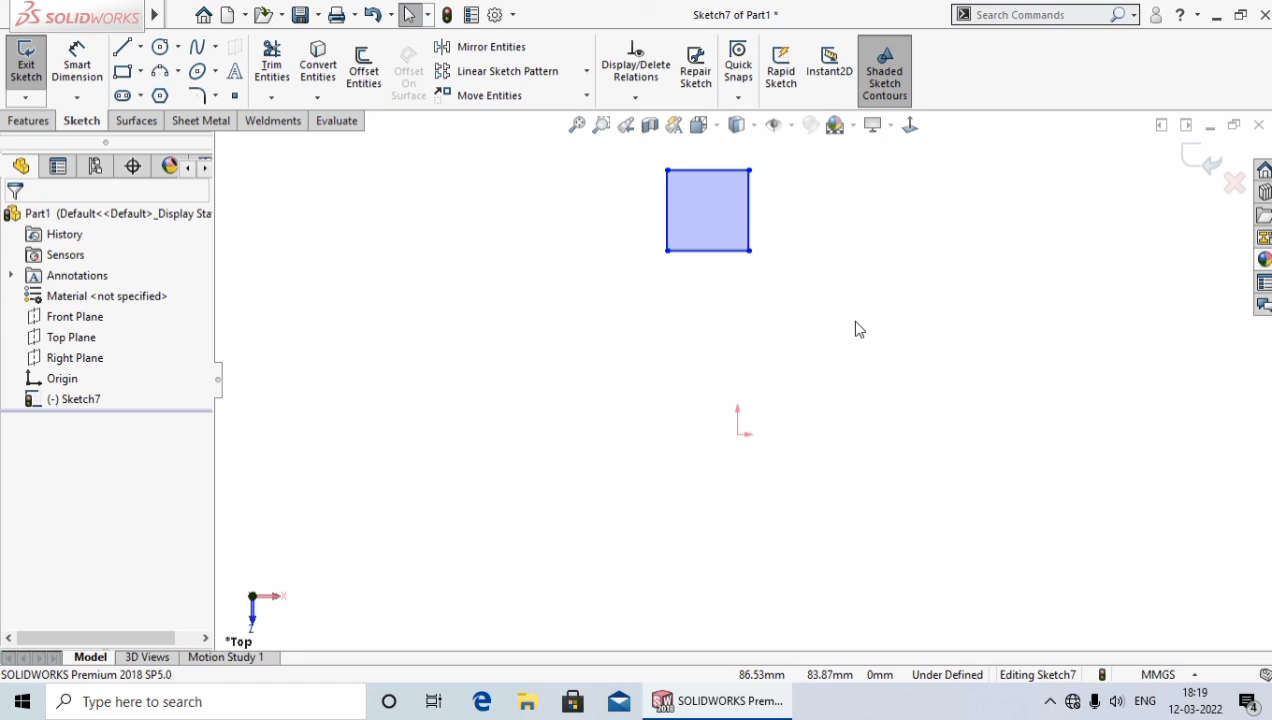 SOLIDWORKS
Sketch7 of Part1 *
Search Commands
?
Exit Sketch
Smart Dimension
Trim Entities
Convert Entities
Offset Entities
Offset On Surface
Mirror Entities
Linear Sketch Pattern
Move Entities
Display/Delete Relations
Repair Sketch
Quick Snaps
Rapid Sketch
Instant2D
Shaded Sketch Contours
Features
Sketch
Surfaces
Sheet Metal
Weldments
Evaluate
Part1 (Default<<Default>_Display Sta
History
Sensors
Annotations
Material <not specified>
Front Plane
Top Plane
Right Plane
Origin
(-) Sketch7
X
Z
*Top
Model
3D Views
Motion Study 1
SOLIDWORKS Premium 2018 SP5.0
86.53mm
83.87mm
0mm
Under Defined
Editing Sketch7
MMGS
Type here to search
SOLIDWORKS Prem...
ENG
18:19
12-03-2022
4